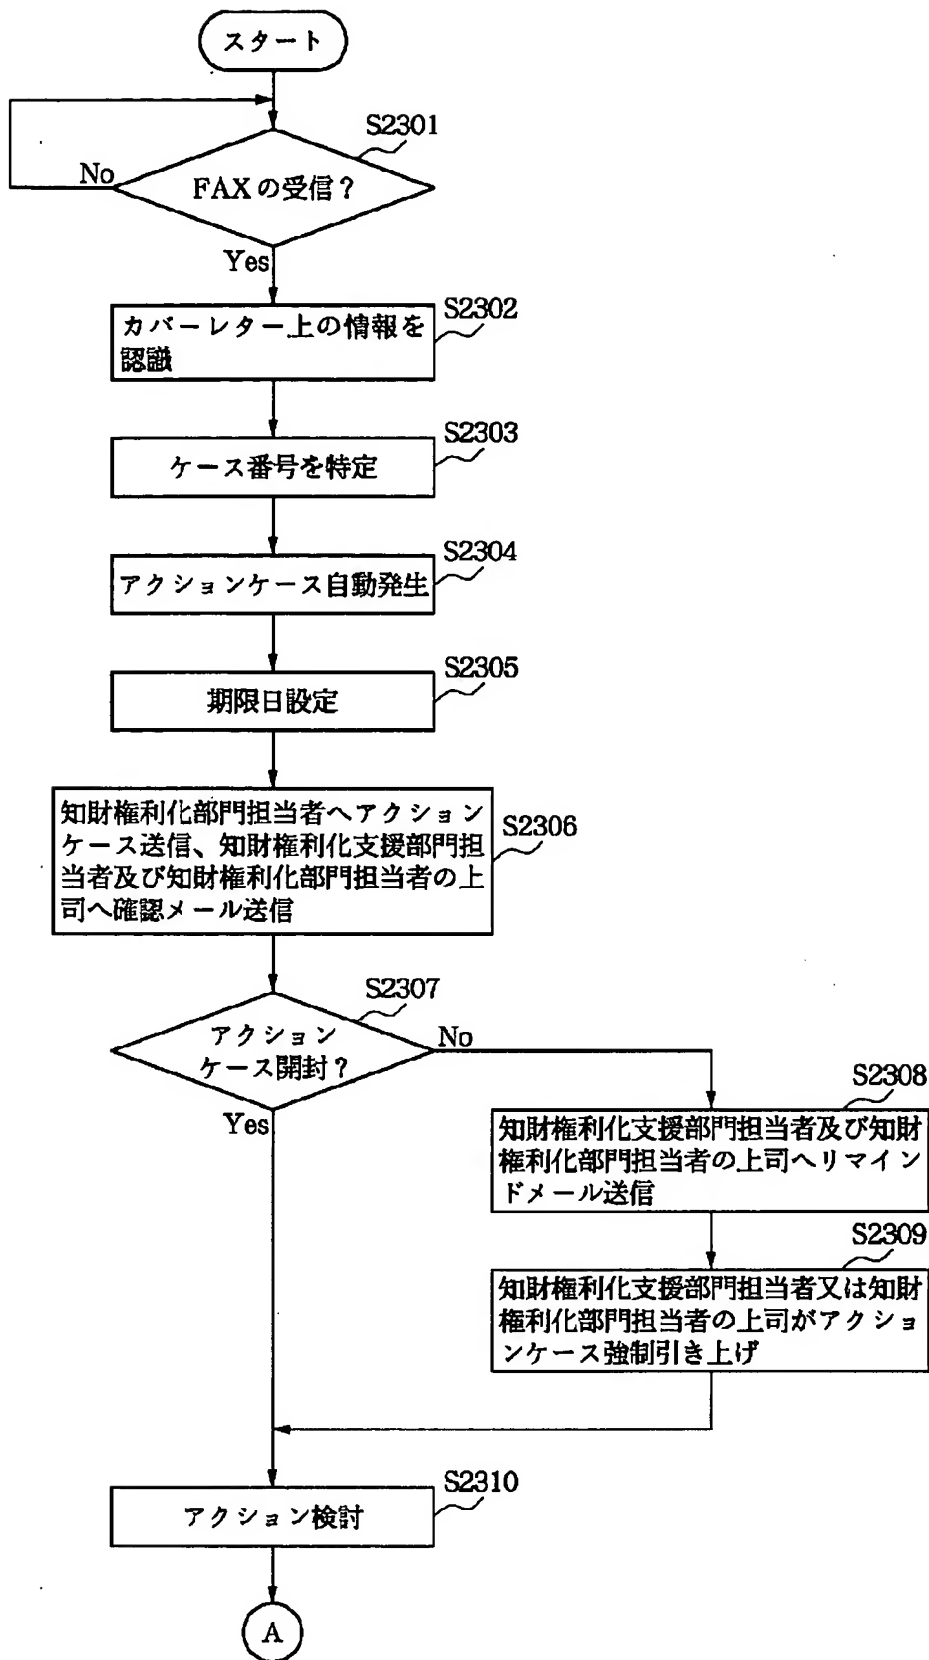 スタート
S2301
No
FAXの受信?
Yes
S2302
カバーレター上の情報を
認識
S2303
ケース番号を特定
S2304
アクションケース自動発生
S2305
期限日設定
S2306
知財権利化部門担当者へアクション
ケース送信、知財権利化支援部門担
当者及び知財権利化部門担当者の上
司へ確認メール送信
S2307
アクション
ケース開封?
No
Yes
S2308
知財権利化支援部門担当者及び知財
権利化部門担当者の上司へリマイン
ドメール送信
S2309
知財権利化支援部門担当者又は知財
権利化部門担当者の上司がアクショ
ンケース強制引き上げ
S2310
アクション検討
A